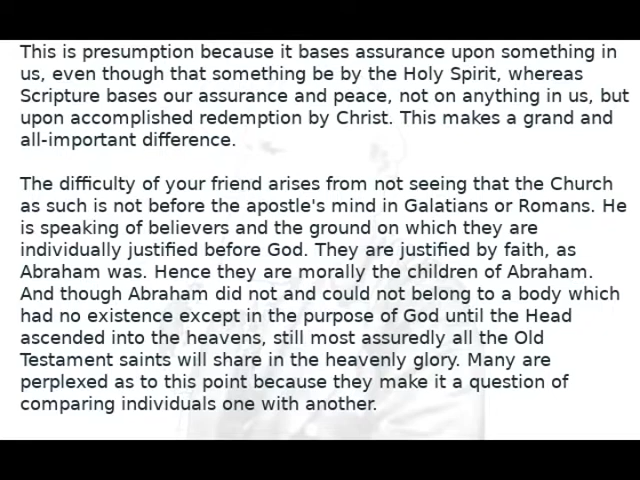 This is presumption because it bases assurance upon something in
us, even though that something be by the Holy Spirit, whereas
Scripture bases our assurance and peace, not on anything in us, but
upon accomplished redemption by Christ. This makes a grand and
all-important difference.
The difficulty of your friend arises from not seeing that the Church
as such is not before the apostle's mind in Galatians or Romans. He
is speaking of believers and the ground on which they are
individually justified before God. They are justified by faith, as
Abraham was. Hence they are morally the children of Abraham.
And though Abraham did not and could not belong to a body which
had no existence except in the purpose of God until the Head
ascended into the heavens, still most assuredly all the Old
Testament saints will share in the heavenly glory. Many are
perplexed as to this point because they make it a question of
comparing individuals one with another.